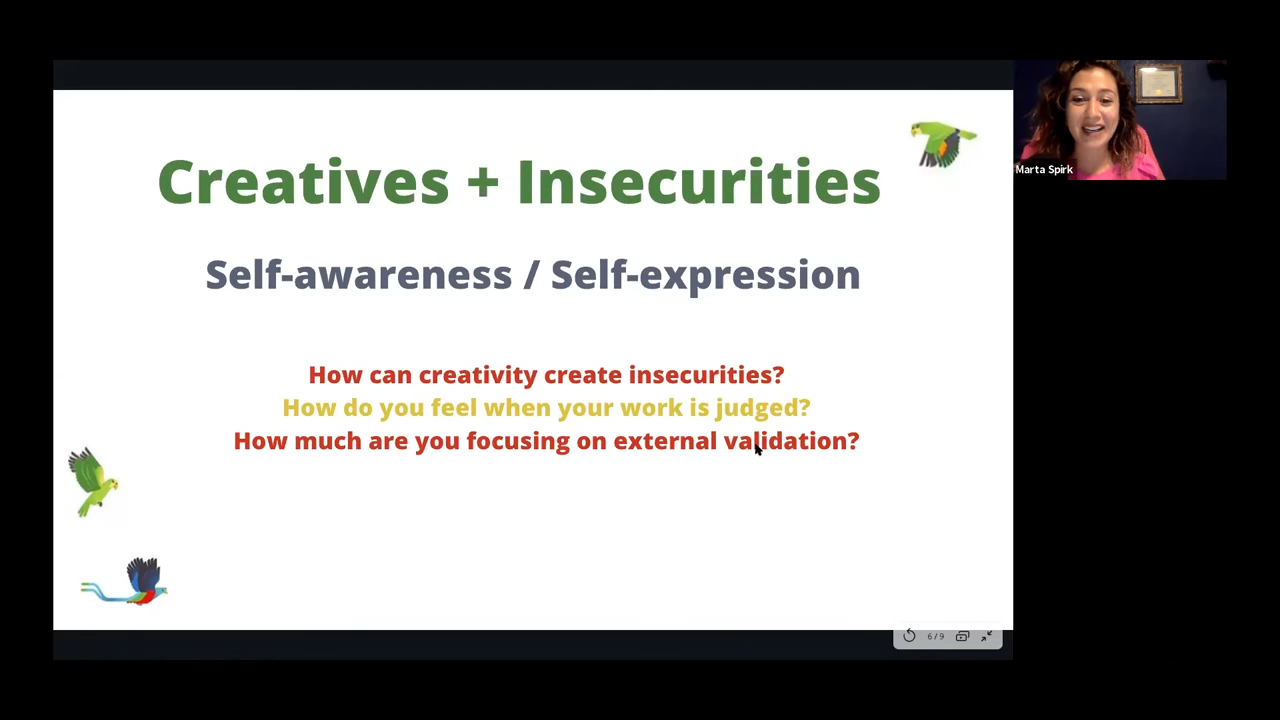 Creatives + Insecurities
Self-awareness / Self-expression
How can creativity create insecurities?
How do you feel when your work is judged?
How much are you focusing on external validation?
Marta Spirk
6/9